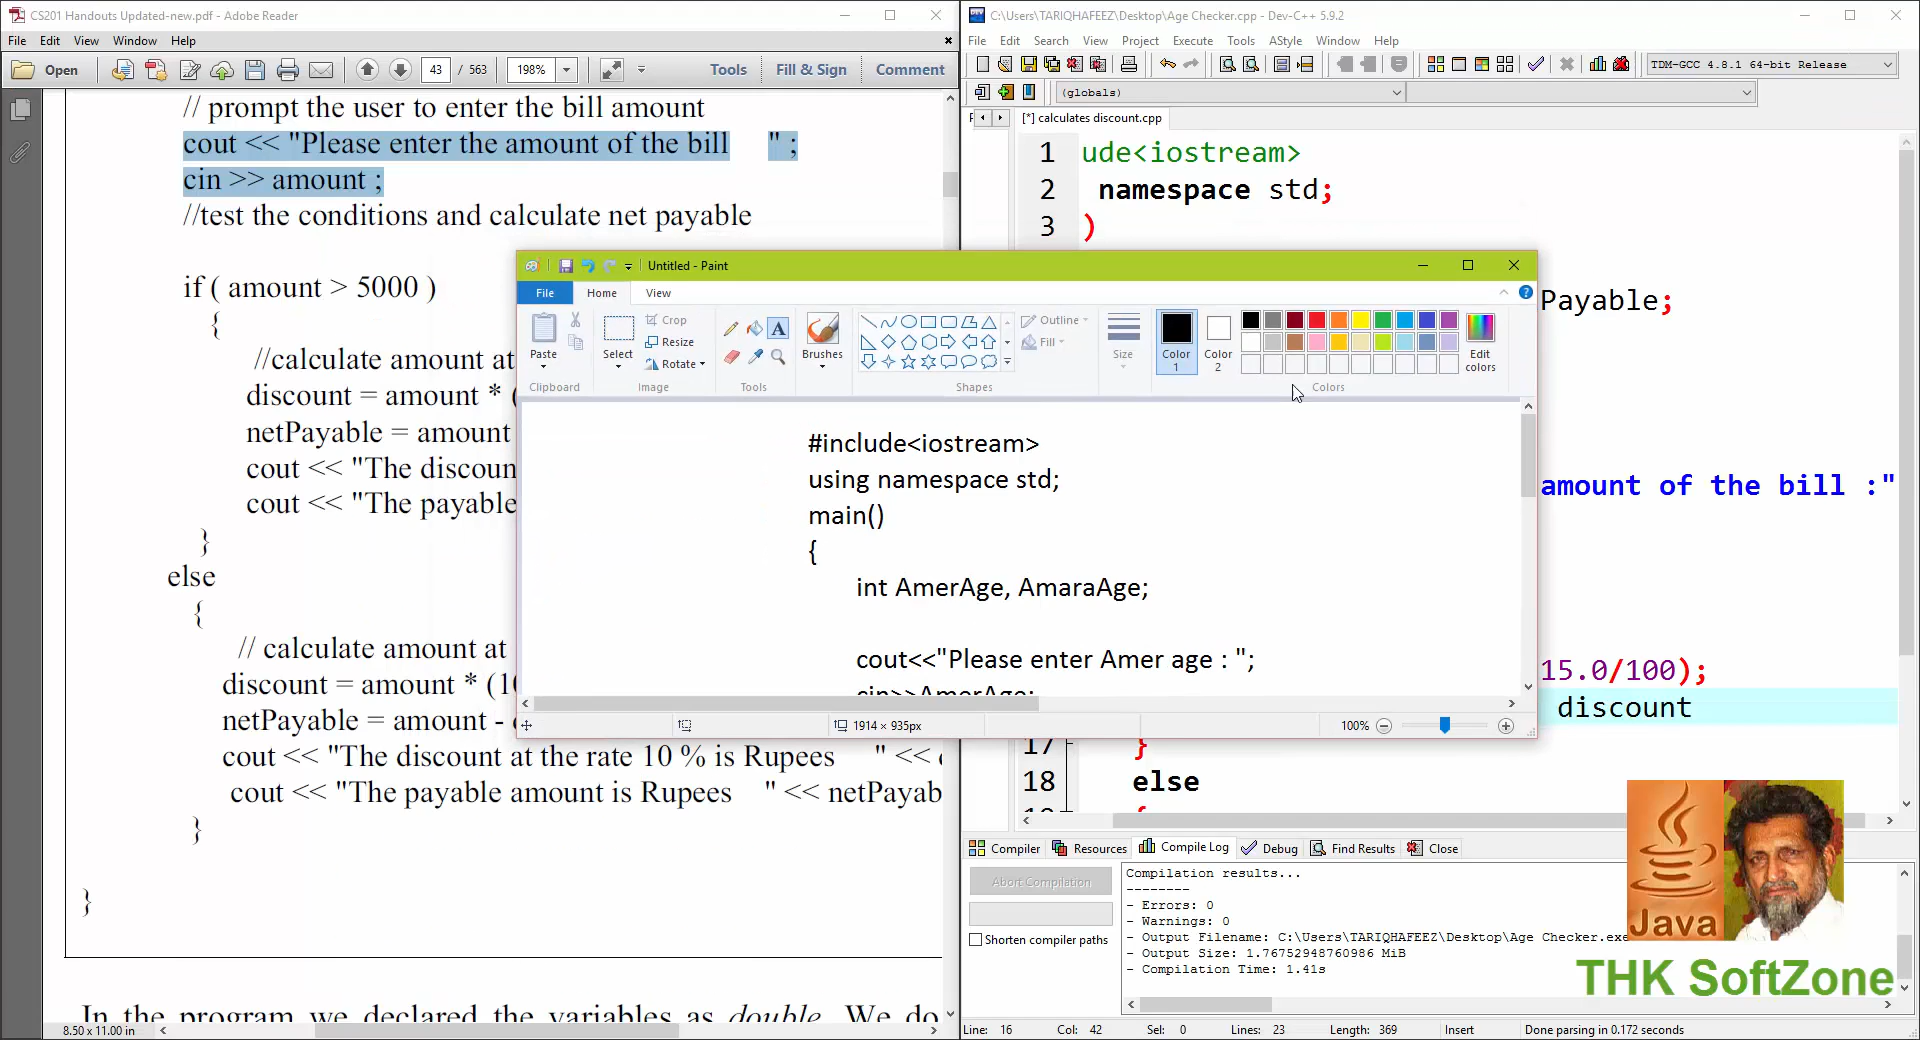 CS201 Handouts Updated-new.pdf - Adobe Reader
File Edit View Window Help
Open 43 / 563 198% Tools Fill & Sign Comment
// prompt the user to enter the bill amount
cout << "Please enter the amount of the bill " ;
cin >> amount ;
//test the conditions and calculate net payable
if ( amount > 5000 )
{
//calculate amount at
discount = amount * (
netPayable = amount
cout << "The discoun
cout << "The payable
}
else
{
// calculate amount at
discount = amount * (10
netPayable = amount -
cout << "The discount at the rate 10 % is Rupees " <<
cout << "The payable amount is Rupees " << netPayab
}
}
In the program we declared the variables as double. We do
8.50 x 11.00 in
C:\Users\TARIQHAFEEZ\Desktop\Age Checker.cpp - Dev-C++ 5.9.2
File Edit Search View Project Execute Tools AStyle Window Help
TDM-GCC 4.8.1 64-bit Release
(globals)
[*] calculates discount.cpp
1 ude<iostream>
2 namespace std;
3 )
Payable;
amount of the bill :"
15.0/100);
discount
17 }
18 else
19 {
Untitled - Paint
File Home View
Paste
Clipboard
Select
Crop
Resize
Rotate
Image
A
Tools
Brushes
Outline
Fill
Shapes
Size
Color 1
Color 2
Edit colors
Colors
#include<iostream>
using namespace std;
main()
{
int AmerAge, AmaraAge;
cout<<"Please enter Amer age : ";
cin>>AmerAge;
1914 × 935px 100%
Compiler Resources Compile Log Debug Find Results Close
Abort Compilation
Shorten compiler paths
Compilation results...
--------
- Errors: 0
- Warnings: 0
- Output Filename: C:\Users\TARIQHAFEEZ\Desktop\Age Checker.exe
- Output Size: 1.76752948760986 MiB
- Compilation Time: 1.41s
Java
THK SoftZone
Line: 16 Col: 42 Sel: 0 Lines: 23 Length: 369 Insert Done parsing in 0.172 seconds